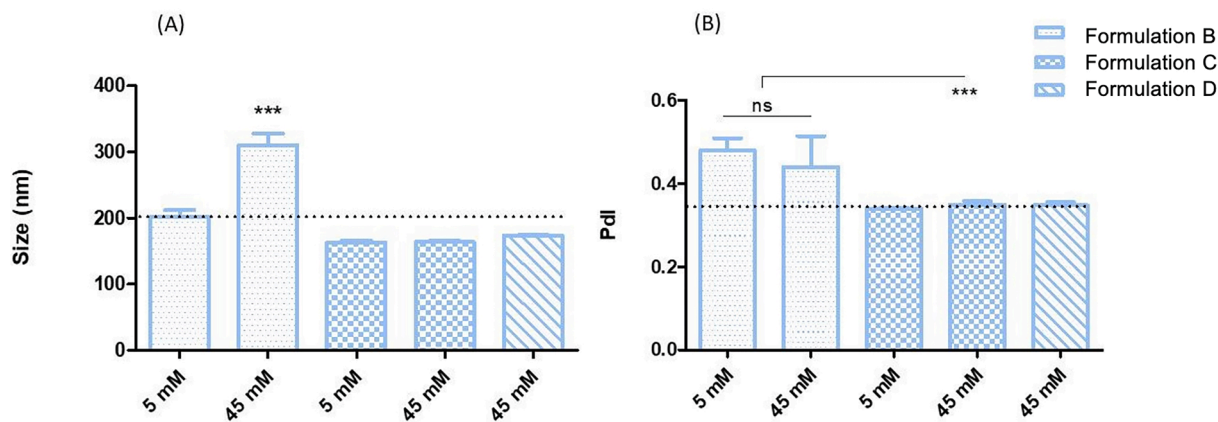 (A)
(B)
Formulation B
Formulation C
Formulation D
Size (nm)
400
300
200
100
0
***
5 mM
45 mM
5 mM
45 mM
45 mM
PdI
0.6
0.4
0.2
0.0
ns
***
5 mM
45 mM
5 mM
45 mM
45 mM